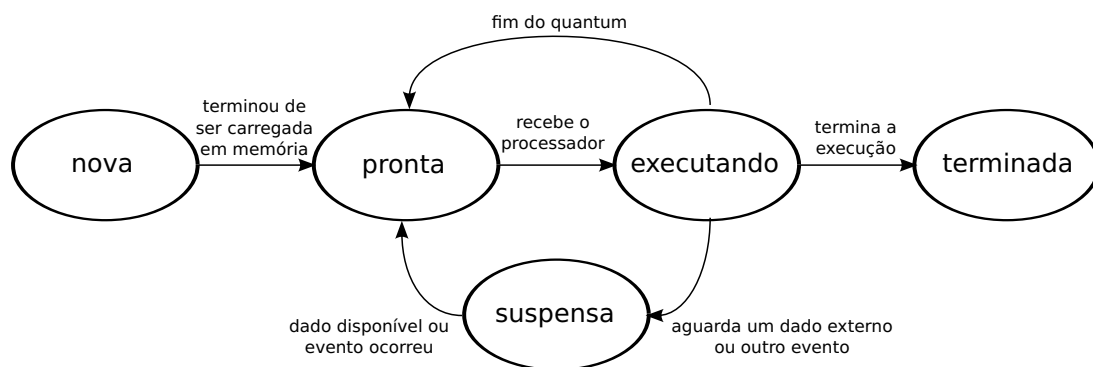 fim do quantum
terminou de
ser carregada
em memória
recebe o
processador
termina a
execução
nova
pronta
executando
terminada
suspensa
dado disponível ou
evento ocorreu
aguarda um dado externo
ou outro evento